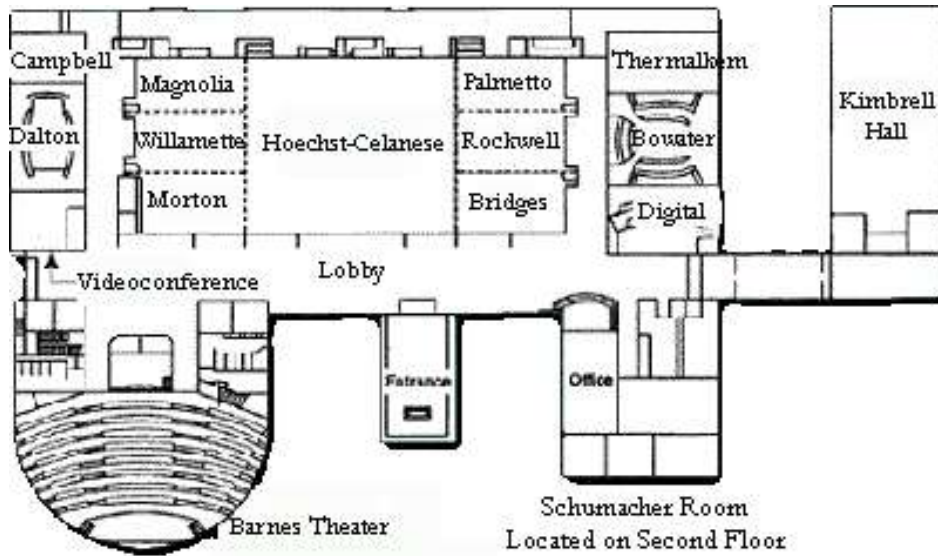 Campbell
Thermalkem
Magnolia
Palmetto
Kimbrell
Hall
Dalton
Willamette
Hoechst-Celanese
Rockwell
Bowater
Morton
Bridges
Digital
Lobby
Videoconference
Entrance
Office
Barnes Theater
Schumacher Room
Located on Second Floor